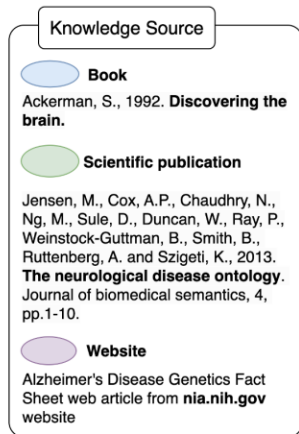 Knowledge Source
Book
Ackerman, S., 1992. Discovering the
brain.
Scientific publication
Jensen, M., Cox, A.P., Chaudhry, N.,
Ng, M., Sule, D., Duncan, W., Ray, P.,
Weinstock-Guttman, B., Smith, B.,
Ruttenberg, A. and Szigeti, K., 2013.
The neurological disease ontology.
Journal of biomedical semantics, 4,
pp.1-10.
Website
Alzheimer's Disease Genetics Fact
Sheet web article from nia.nih.gov
website